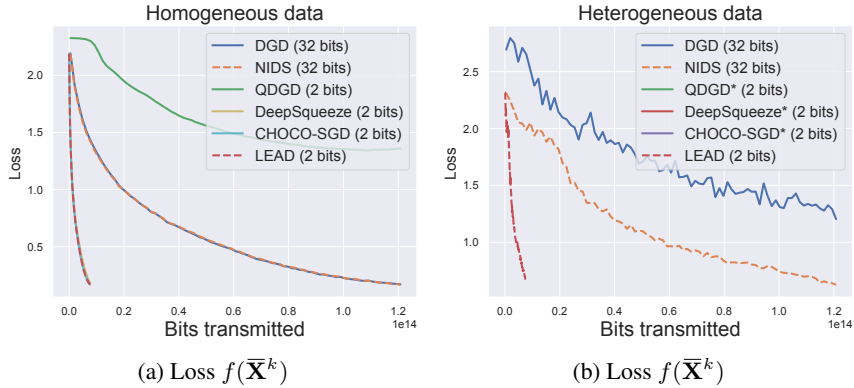 Homogeneous data
DGD (32 bits)
NIDS (32 bits)
QDGD (2 bits)
DeepSqueeze (2 bits)
CHOCO-SGD (2 bits)
LEAD (2 bits)
Loss
2.0
1.5
1.0
0.5
0.0 0.2 0.4 0.6 0.8 1.0 1.2
1e14
Bits transmitted
(a) Loss f(X̅^k)
Heterogeneous data
DGD (32 bits)
NIDS (32 bits)
QDGD* (2 bits)
DeepSqueeze* (2 bits)
CHOCO-SGD* (2 bits)
LEAD (2 bits)
Loss
2.5
2.0
1.5
1.0
0.0 0.2 0.4 0.6 0.8 1.0 1.2
1e14
Bits transmitted
(b) Loss f(X̅^k)